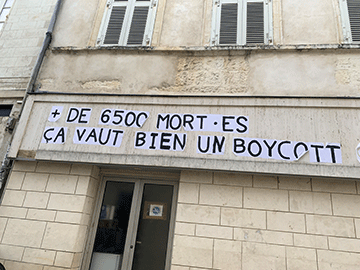 + DE 6500 MORT·ES
ÇA VAUT BIEN UN BOYCOTT